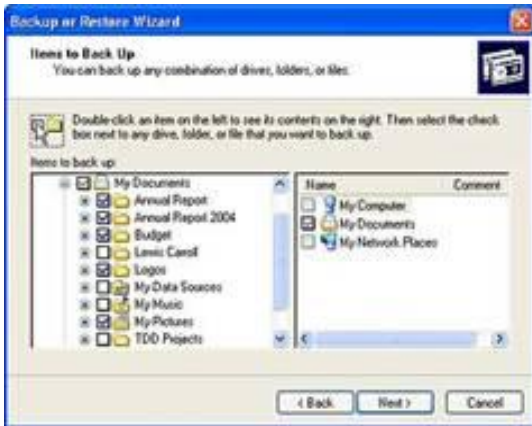 Backup or Restore Wizard
Items to Back Up
You can back up any combination of drives, folders, or files.
Double-click an item on the left to see its contents on the right. Then select the check
box next to any drive, folder, or file that you want to back up.
Items to back up:
My Documents
Annual Report
Annual Report 2004
Budget
Lewis Carroll
Logos
My Data Sources
My Music
My Pictures
TDD Projects
Name Comment
My Computer
My Documents
My Network Places
< Back Next > Cancel